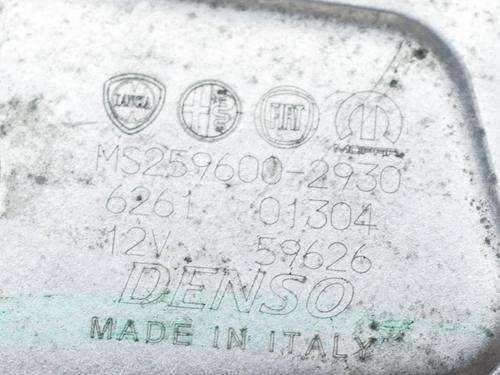 LANCIA FIAT MOPAR
MS259600-2930
6261 01304
12V 59626
DENSO
MADE IN ITALY